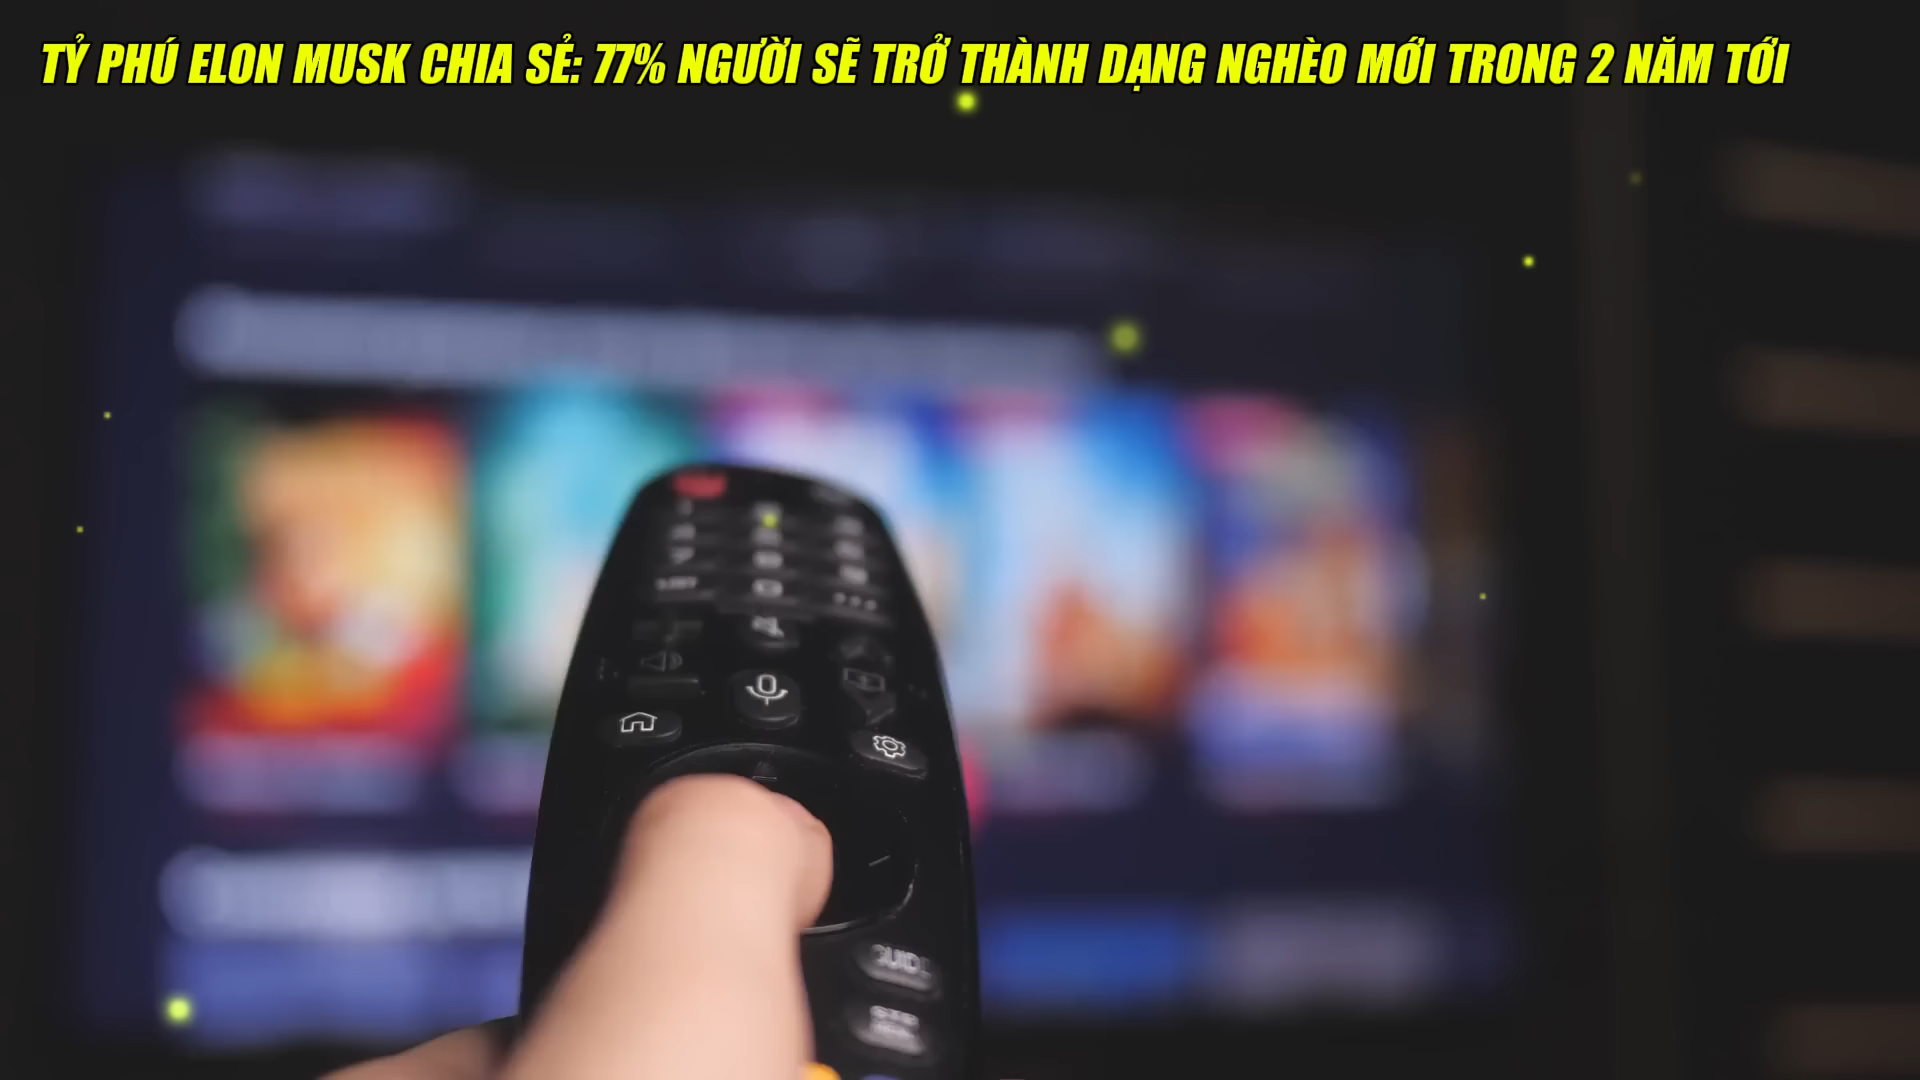 TỶ PHÚ ELON MUSK CHIA SẺ: 77% NGƯỜI SẼ TRỞ THÀNH DẠNG NGHÈO MỚI TRONG 2 NĂM TỚI